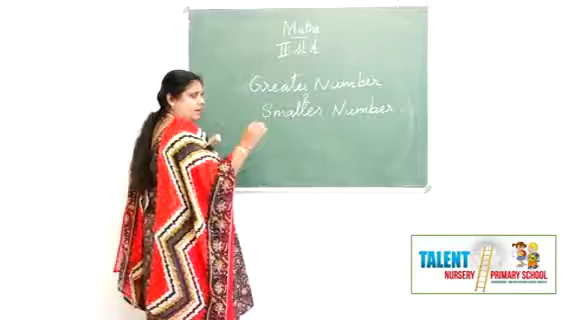 Maths
II std
Greater Number
&
Smaller Number
TALENT
NURSERY PRIMARY SCHOOL